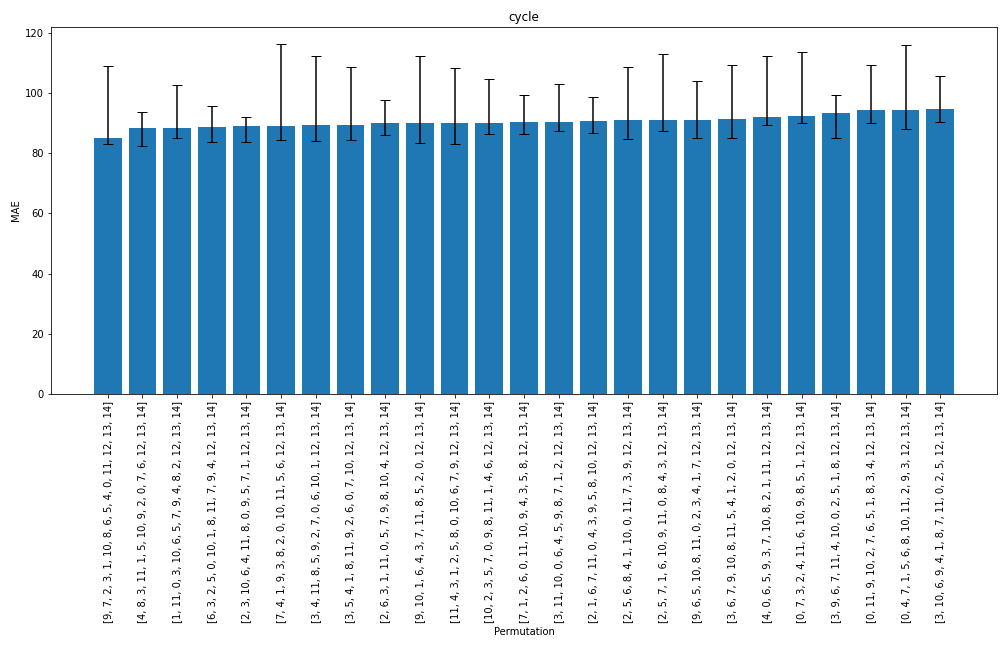 cycle
120
100
80
60
40
20
0
MAE
[9, 7, 2, 3, 1, 10, 8, 6, 5, 4, 0, 11, 12, 13, 14]
[4, 8, 3, 11, 1, 5, 10, 9, 2, 0, 7, 6, 12, 13, 14]
[1, 11, 0, 3, 10, 6, 5, 7, 9, 4, 8, 2, 12, 13, 14]
[6, 3, 2, 5, 0, 10, 1, 8, 11, 7, 9, 4, 12, 13, 14]
[2, 3, 10, 6, 4, 11, 8, 0, 9, 5, 7, 1, 12, 13, 14]
[7, 4, 1, 9, 3, 8, 2, 0, 10, 11, 5, 6, 12, 13, 14]
[3, 4, 11, 8, 5, 9, 2, 7, 0, 6, 10, 1, 12, 13, 14]
[3, 5, 4, 1, 8, 11, 9, 2, 6, 0, 7, 10, 12, 13, 14]
[2, 6, 3, 1, 11, 0, 5, 7, 9, 8, 10, 4, 12, 13, 14]
[9, 10, 1, 6, 4, 3, 7, 11, 8, 5, 2, 0, 12, 13, 14]
[11, 4, 3, 1, 2, 5, 8, 0, 10, 6, 7, 9, 12, 13, 14]
[10, 2, 3, 5, 7, 0, 9, 8, 11, 1, 4, 6, 12, 13, 14]
[7, 1, 2, 6, 0, 11, 10, 9, 4, 3, 5, 8, 12, 13, 14]
[3, 11, 10, 0, 6, 4, 5, 9, 8, 7, 1, 2, 12, 13, 14]
[2, 1, 6, 7, 11, 0, 4, 3, 9, 5, 8, 10, 12, 13, 14]
[2, 5, 6, 8, 4, 1, 10, 0, 11, 7, 3, 9, 12, 13, 14]
[2, 5, 7, 1, 6, 10, 9, 11, 0, 8, 4, 3, 12, 13, 14]
[9, 6, 5, 10, 8, 11, 0, 2, 3, 4, 1, 7, 12, 13, 14]
[3, 6, 7, 9, 10, 8, 11, 5, 4, 1, 2, 0, 12, 13, 14]
[4, 0, 6, 5, 9, 3, 7, 10, 8, 2, 1, 11, 12, 13, 14]
[0, 7, 3, 2, 4, 11, 6, 10, 9, 8, 5, 1, 12, 13, 14]
[3, 9, 6, 7, 11, 4, 10, 0, 2, 5, 1, 8, 12, 13, 14]
[0, 11, 9, 10, 2, 7, 6, 5, 1, 8, 3, 4, 12, 13, 14]
[0, 4, 7, 1, 5, 6, 8, 10, 11, 2, 9, 3, 12, 13, 14]
[3, 10, 6, 9, 4, 1, 8, 7, 11, 0, 2, 5, 12, 13, 14]
Permutation